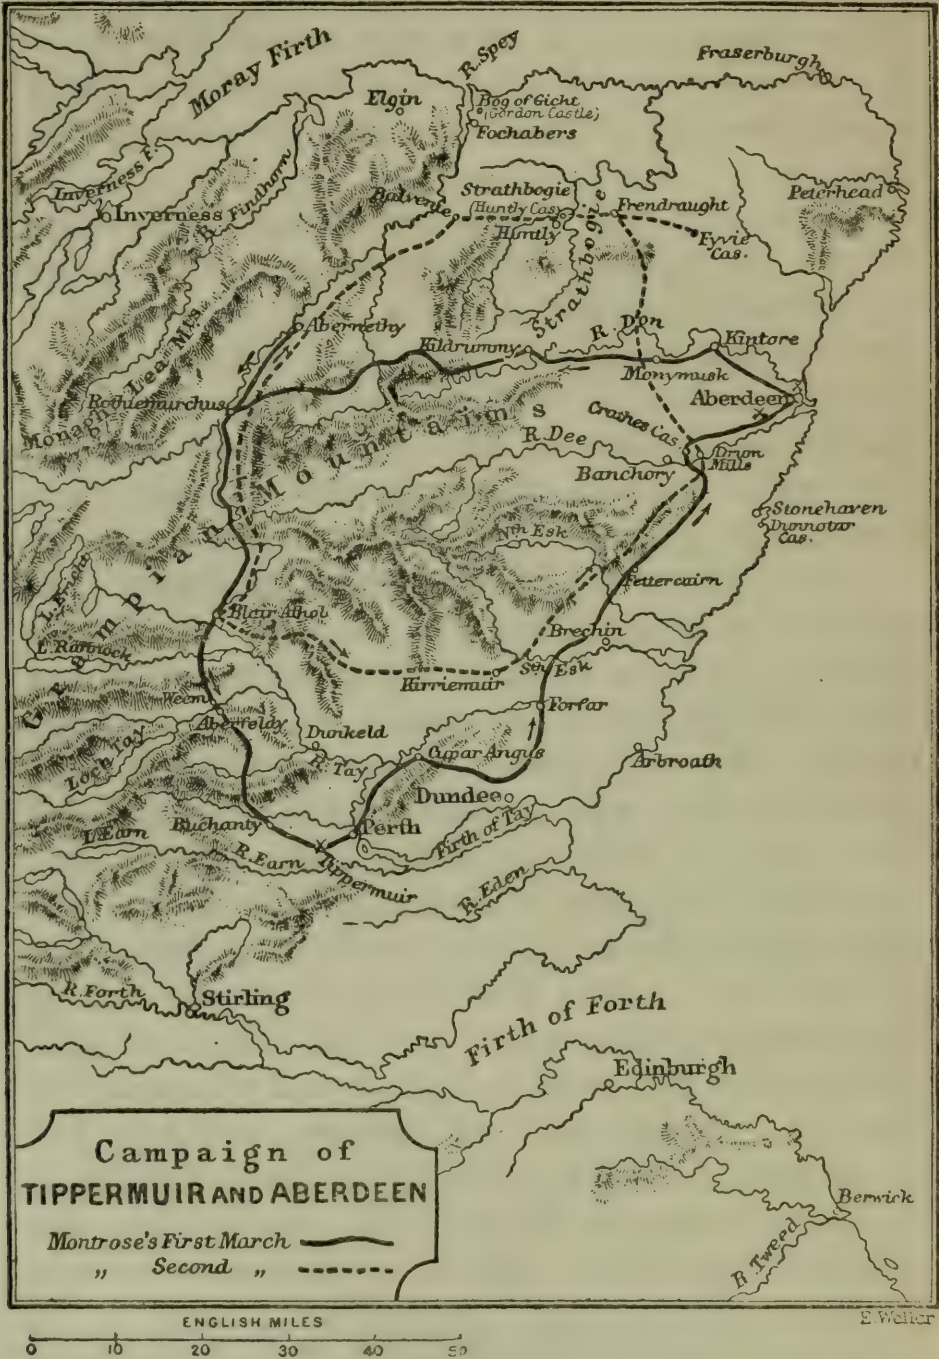 Moray Firth
R. Spey
Fraserburgh
Elgin
Bog of Gicht
(Gordon Castle)
Fochabers
Inverness F.
Inverness
R. Findhorn
Balvenie
Strathbogie
(Huntly Cas)
Huntly
Strathbogie
Frendraught
Fyvie
Cas.
Peterhead
Abernethy
Kildrummy
R. Don
Kintore
Monymusk
Aberdeen
Monagh Lea Mts.
Rothiemurchus
Grampian Mountains
Crathes Cas
R. Dee
Banchory
Drum
Mills
Stonehaven
Dunnotar
Cas.
Nth Esk
Fettercairn
L. Ericht
Blair Athol
L. Rannock
Brechin
Sth Esk
Kirriemuir
Forfar
Weem
Aberfeldy
Loch Tay
Dunkeld
R. Tay
Cupar Angus
Arbroath
Dundee
Buchanty
Perth
Firth of Tay
L. Earn
R. Earn
Tippermuir
R. Eden
R. Forth
Stirling
Firth of Forth
Edinburgh
Berwick
R. Tweed
Campaign of
TIPPERMUIR AND ABERDEEN
Montrose's First March
„ Second „
E. Weller
ENGLISH MILES
0 10 20 30 40 50